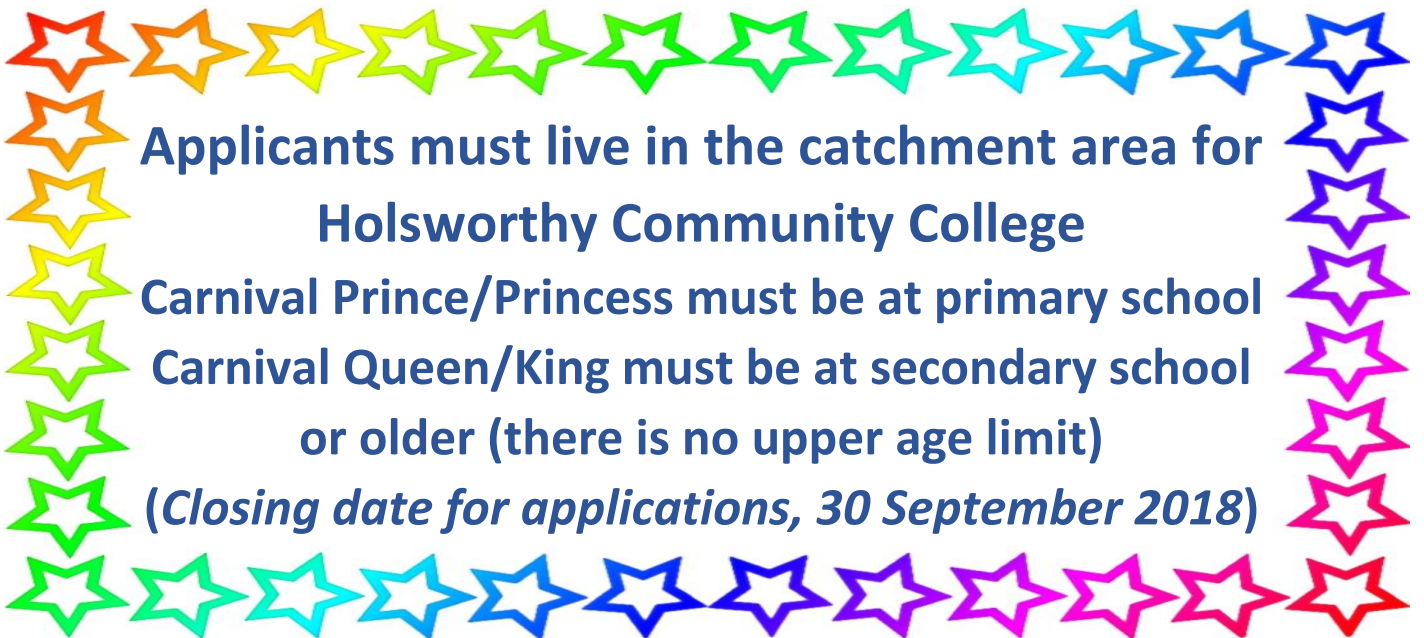 Applicants must live in the catchment area for
Holsworthy Community College
Carnival Prince/Princess must be at primary school
Carnival Queen/King must be at secondary school
or older (there is no upper age limit)
(Closing date for applications, 30 September 2018)